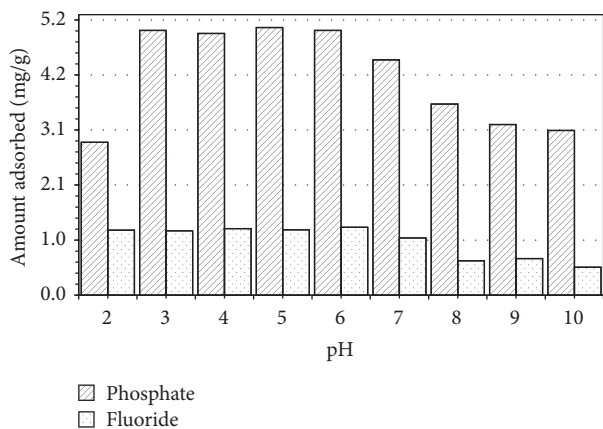 Amount adsorbed (mg/g)
5.2
4.2
3.1
2.1
1.0
0.0
2 3 4 5 6 7 8 9 10
pH
Phosphate
Fluoride